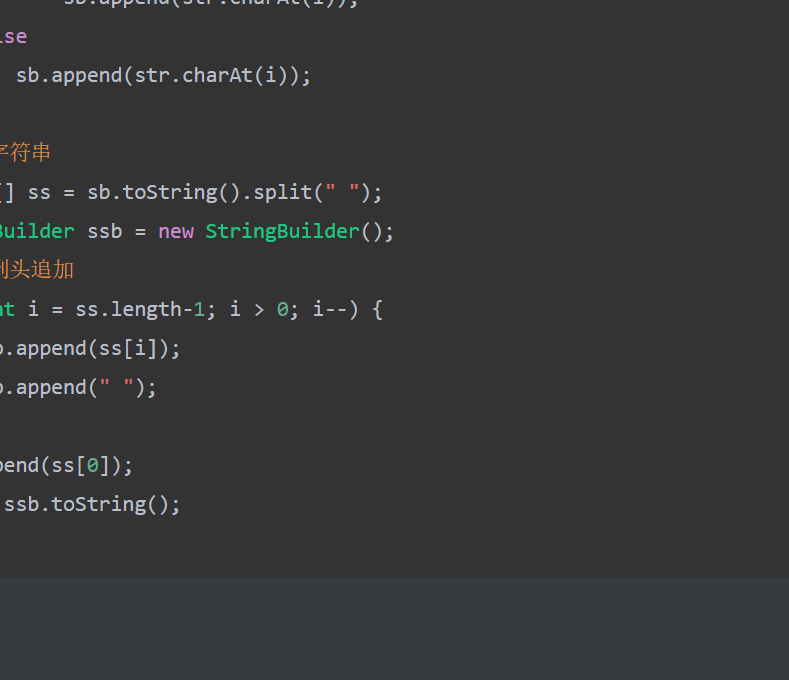 sb.append(str.charAt(i));
lse
sb.append(str.charAt(i));
字符串
[] ss = sb.toString().split(" ");
Builder ssb = new StringBuilder();
到头追加
nt i = ss.length-1; i > 0; i--) {
b.append(ss[i]);
b.append(" ");
pend(ss[0]);
ssb.toString();